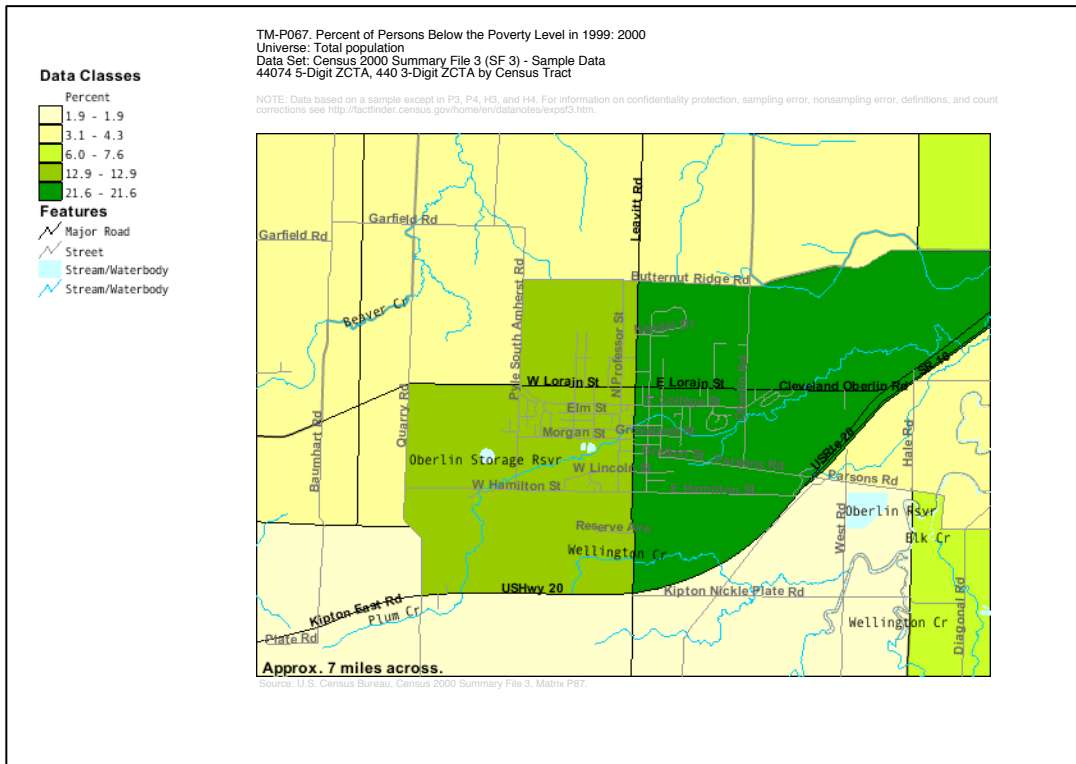 TM-P067. Percent of Persons Below the Poverty Level in 1999: 2000
Universe: Total population
Data Set: Census 2000 Summary File 3 (SF 3) - Sample Data
44074 5-Digit ZCTA, 440 3-Digit ZCTA by Census Tract
NOTE: Data based on a sample except in P3, P4, H3, and H4. For information on confidentiality protection, sampling error, nonsampling error, definitions, and count
corrections see http://factfinder.census.gov/home/en/datanotes/expsf3.htm.
Data Classes
Percent
1.9 - 1.9
3.1 - 4.3
6.0 - 7.6
12.9 - 12.9
21.6 - 21.6
Features
Major Road
Street
Stream/Waterbody
Stream/Waterbody
Garfield Rd
Garfield Rd
Leavitt Rd
Butternut Ridge Rd
Beaver Cr
Pyle South Amherst Rd
N Professor St
W Lorain St
E Lorain St
Cleveland Oberlin Rd
SR 10
E College St
Elm St
Morgan St
Quarry Rd
Baumhart Rd
Oberlin Storage Rsvr
W Lincoln St
W Hamilton St
E Hamilton St
USRte 20
Hale Rd
Parsons Rd
Oberlin Rsvr
West Rd
Elk Cr
Reserve Ave
Wellington Cr
USHwy 20
Kipton Nickle Plate Rd
Kipton East Rd
Plum Cr
Plate Rd
Wellington Cr
Diagonal Rd
Approx. 7 miles across.
Source: U.S. Census Bureau, Census 2000 Summary File 3, Matrix P87.